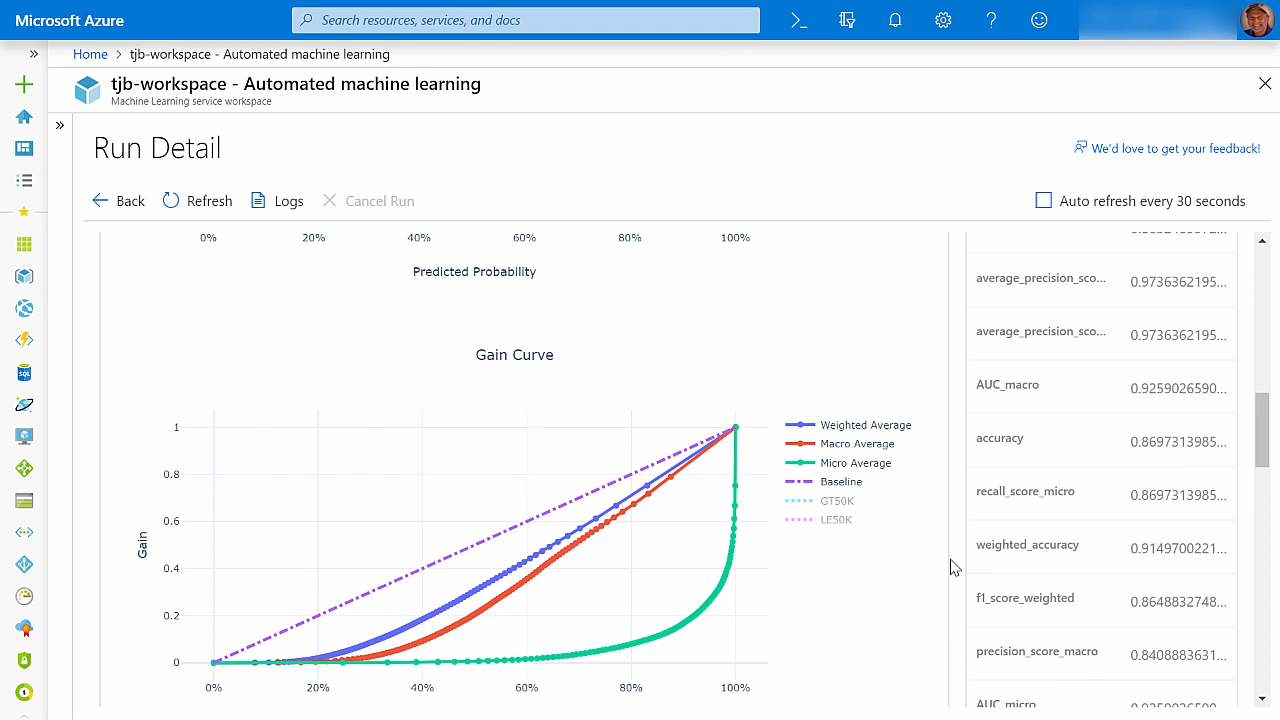 Microsoft Azure
Search resources, services, and docs
Home > tjb-workspace - Automated machine learning
tjb-workspace - Automated machine learning
Machine Learning service workspace
Run Detail
We'd love to get your feedback!
Back
Refresh
Logs
Cancel Run
Auto refresh every 30 seconds
0% 20% 40% 60% 80% 100%
Predicted Probability
Gain Curve
Gain
1
0.8
0.6
0.4
0.2
0
0% 20% 40% 60% 80% 100%
Weighted Average
Macro Average
Micro Average
Baseline
GT50K
LE50K
average_precision_sco... 0.9736362195...
average_precision_sco... 0.9736362195...
AUC_macro 0.9259026590...
accuracy 0.8697313985...
recall_score_micro 0.8697313985...
weighted_accuracy 0.9149700221...
f1_score_weighted 0.8648832748...
precision_score_macro 0.8408883631...
AUC_micro
SQL